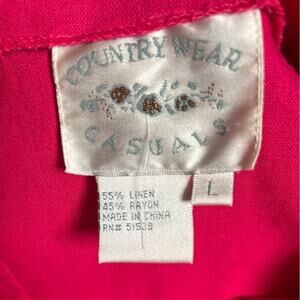 COUNTRY WEAR
CASUALS
L
55% LINEN
45% RAYON
MADE IN CHINA
RN# 51538